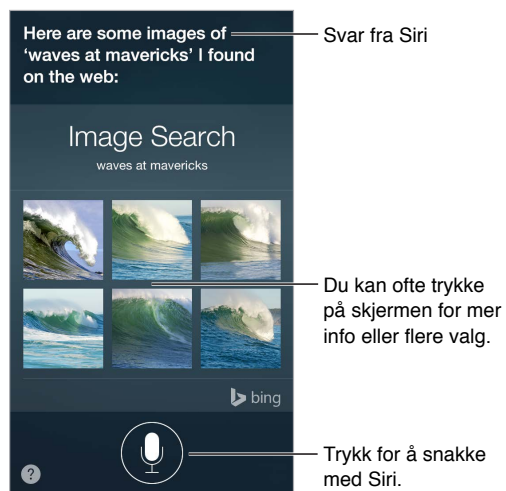 Here are some images of
‘waves at mavericks’ I found
on the web:
Svar fra Siri
Image Search
waves at mavericks
Du kan ofte trykke
på skjermen for mer
info eller flere valg.
bing
?
Trykk for å snakke
med Siri.